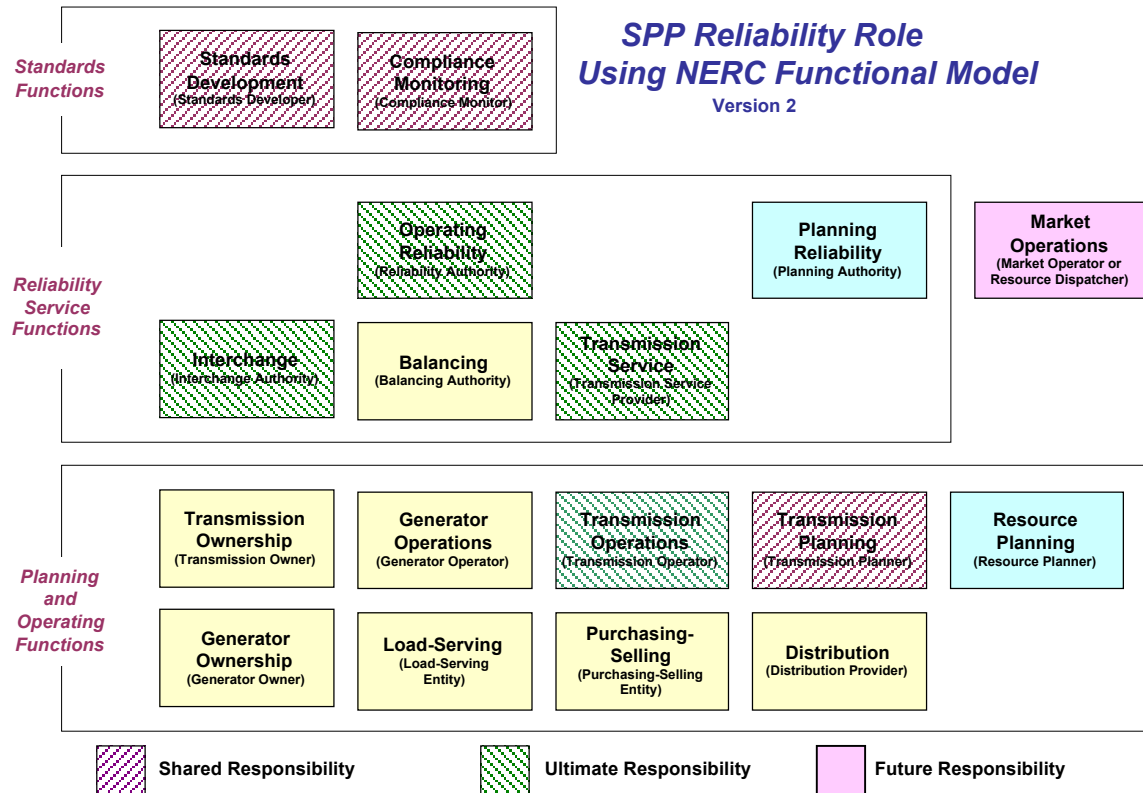 SPP Reliability Role
Using NERC Functional Model
Version 2
Standards
Functions
Standards
Development
(Standards Developer)
Compliance
Monitoring
(Compliance Monitor)
Reliability
Service
Functions
Operating
Reliability
(Reliability Authority)
Planning
Reliability
(Planning Authority)
Market
Operations
(Market Operator or
Resource Dispatcher)
Interchange
(Interchange Authority)
Balancing
(Balancing Authority)
Transmission
Service
(Transmission Service
Provider)
Planning
and
Operating
Functions
Transmission
Ownership
(Transmission Owner)
Generator
Operations
(Generator Operator)
Transmission
Operations
(Transmission Operator)
Transmission
Planning
(Transmission Planner)
Resource
Planning
(Resource Planner)
Generator
Ownership
(Generator Owner)
Load-Serving
(Load-Serving
Entity)
Purchasing-
Selling
(Purchasing-Selling
Entity)
Distribution
(Distribution Provider)
Shared Responsibility
Ultimate Responsibility
Future Responsibility